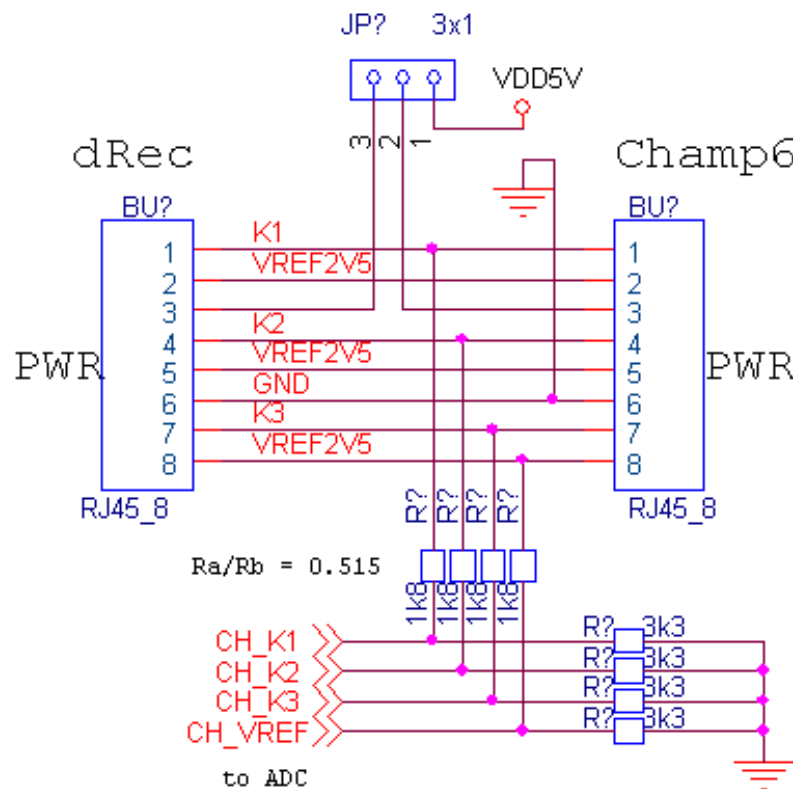 JP? 3x1
VDD5V
3 2 1
dRec Champ6
BU? BU?
1 K1 1
2 VREF2V5 2
3 3
4 K2 4
5 VREF2V5 5
PWR PWR
6 GND 6
7 K3 7
8 VREF2V5 8
RJ45_8 RJ45_8
R? R? R? R?
Ra/Rb = 0.515
1k8 1k8 1k8 1k8
CH_K1 R? 3k3
CH_K2 R? 3k3
CH_K3 R? 3k3
CH_VREF R? 3k3
to ADC